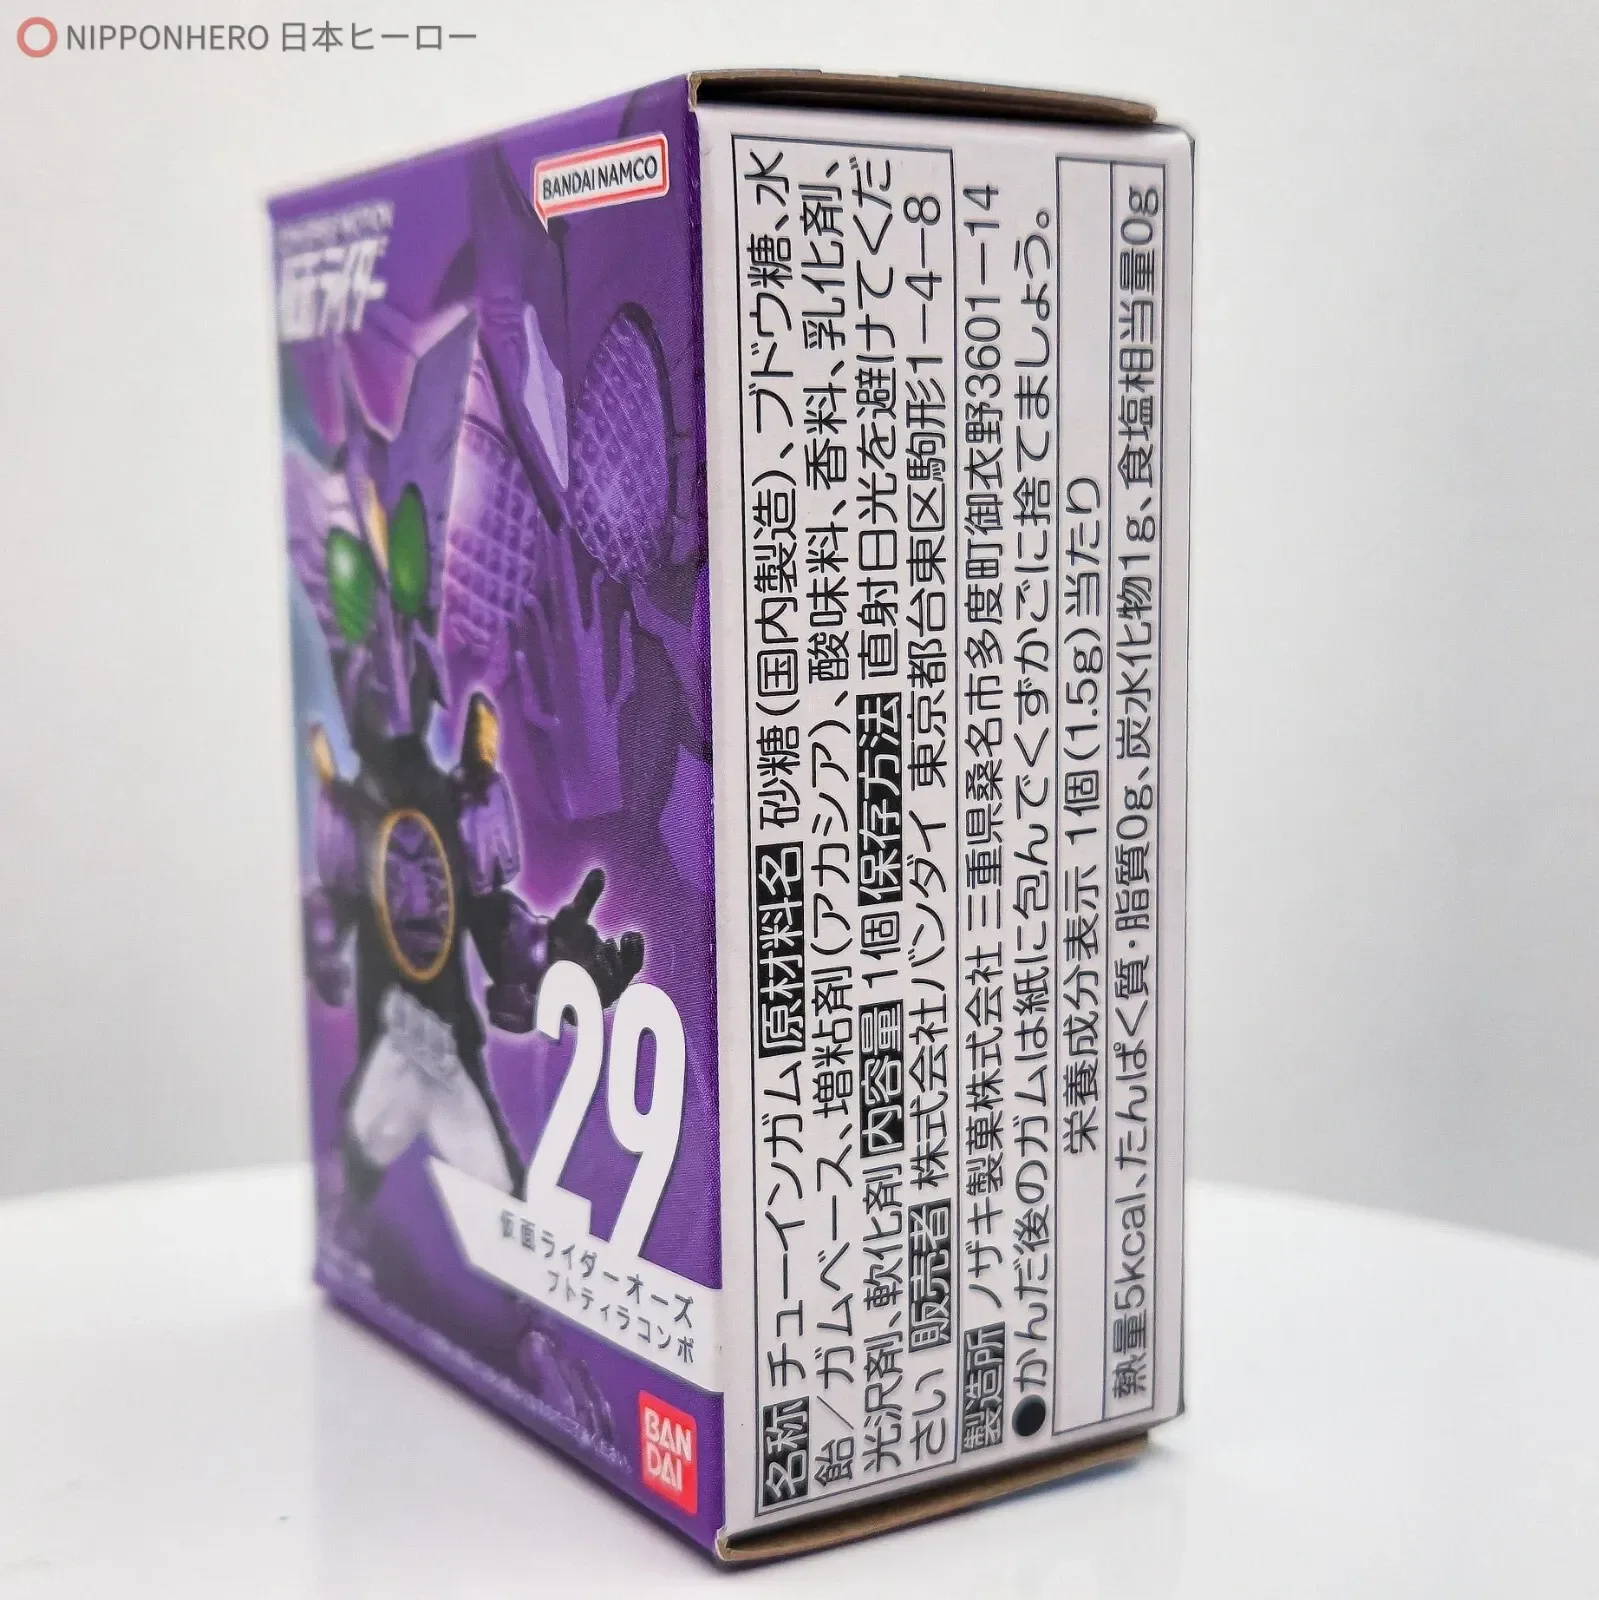 NIPPONHERO 日本ヒーロー
BANDAI NAMCO
仮面ライダー
29
仮面ライダーオーズ
プトティラコンボ
BAN
DAI
名称 チューインガム 原材料名 砂糖(国内製造)、ブドウ糖、水
飴/ガムベース、増粘剤(アカシア)、酸味料、香料、乳化剤、
光沢剤、軟化剤 内容量 1個 保存方法 直射日光を避けてくだ
さい 販売者 株式会社バンダイ 東京都台東区駒形1-4-8
製造所 ノザキ製菓株式会社 三重県桑名市多度町御衣野3601-14
●かんだ後のガムは紙に包んでくずかごに捨てましょう。
栄養成分表示 1個(1.5g)当たり
熱量5kcal、たんぱく質・脂質0g、炭水化物1g、食塩相当量0g